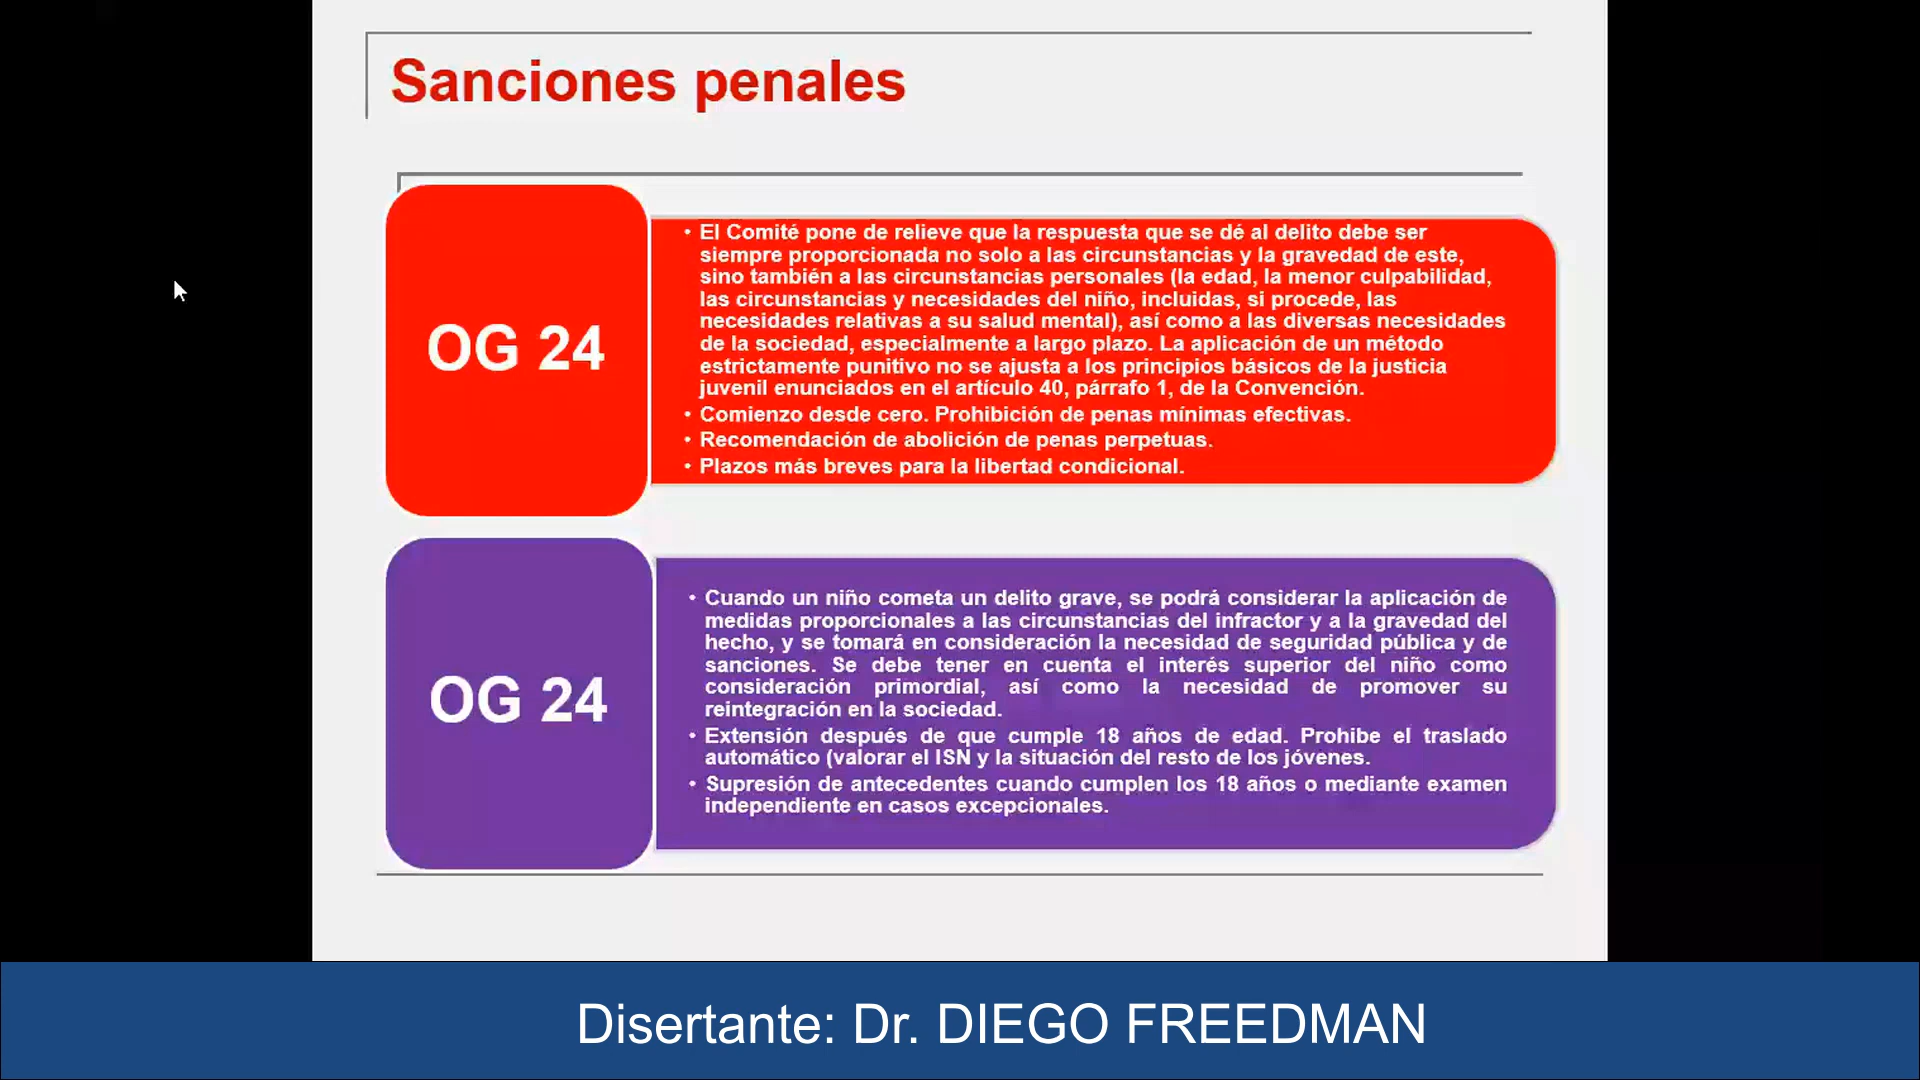 Sanciones penales
OG 24
• El Comité pone de relieve que la respuesta que se dé al delito debe ser
siempre proporcionada no solo a las circunstancias y la gravedad de este,
sino también a las circunstancias personales (la edad, la menor culpabilidad,
las circunstancias y necesidades del niño, incluidas, si procede, las
necesidades relativas a su salud mental), así como a las diversas necesidades
de la sociedad, especialmente a largo plazo. La aplicación de un método
estrictamente punitivo no se ajusta a los principios básicos de la justicia
juvenil enunciados en el artículo 40, párrafo 1, de la Convención.
• Comienzo desde cero. Prohibición de penas mínimas efectivas.
• Recomendación de abolición de penas perpetuas.
• Plazos más breves para la libertad condicional.
OG 24
• Cuando un niño cometa un delito grave, se podrá considerar la aplicación de
medidas proporcionales a las circunstancias del infractor y a la gravedad del
hecho, y se tomará en consideración la necesidad de seguridad pública y de
sanciones. Se debe tener en cuenta el interés superior del niño como
consideración primordial, así como la necesidad de promover su
reintegración en la sociedad.
• Extensión después de que cumple 18 años de edad. Prohibe el traslado
automático (valorar el ISN y la situación del resto de los jóvenes.
• Supresión de antecedentes cuando cumplen los 18 años o mediante examen
independiente en casos excepcionales.
Disertante: Dr. DIEGO FREEDMAN